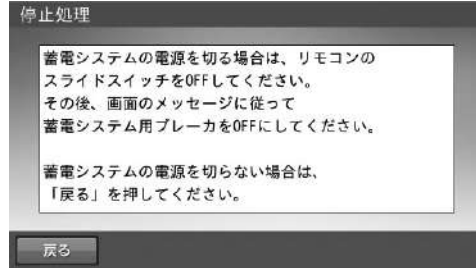 停止処理
蓄電システムの電源を切る場合は、リモコンの
スライドスイッチをOFFしてください。
その後、画面のメッセージに従って
蓄電システム用ブレーカをOFFにしてください。
蓄電システムの電源を切らない場合は、
「戻る」を押してください。
戻る